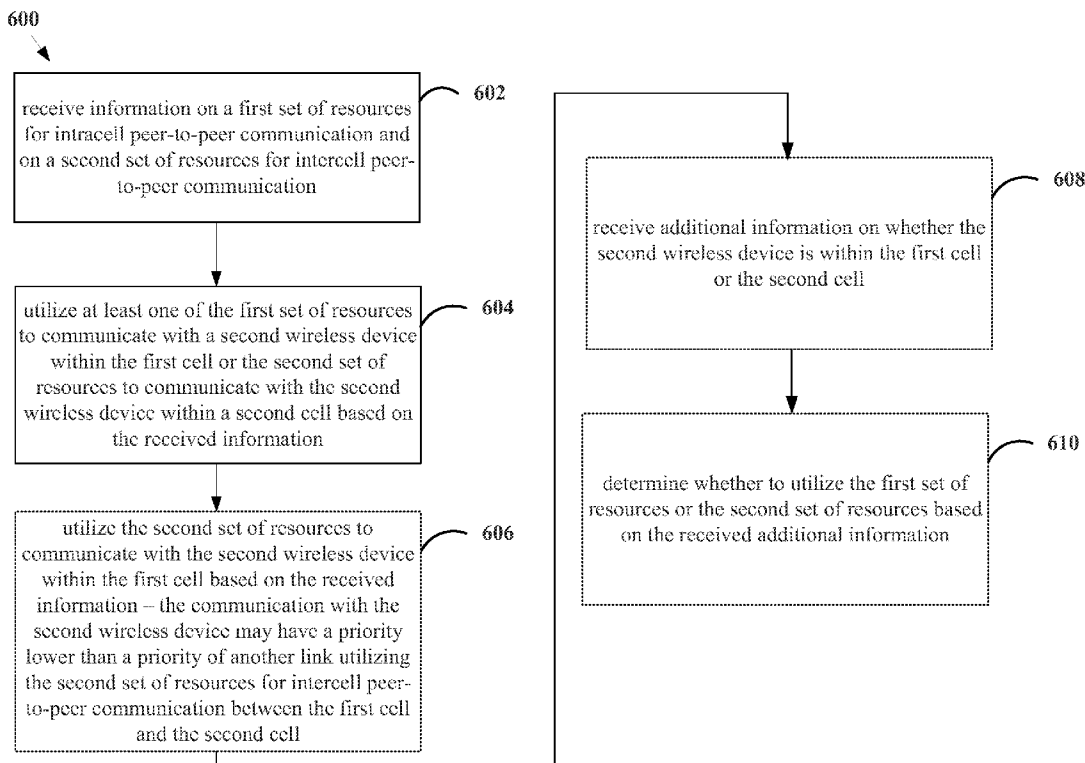 600
602
receive information on a first set of resources
for intracell peer-to-peer communication and
on a second set of resources for intercell peer-
to-peer communication
604
utilize at least one of the first set of resources
to communicate with a second wireless device
within the first cell or the second set of
resources to communicate with the second
wireless device within a second cell based on
the received information
606
utilize the second set of resources to
communicate with the second wireless device
within the first cell based on the received
information – the communication with the
second wireless device may have a priority
lower than a priority of another link utilizing
the second set of resources for intercell peer-
to-peer communication between the first cell
and the second cell
608
receive additional information on whether the
second wireless device is within the first cell
or the second cell
610
determine whether to utilize the first set of
resources or the second set of resources based
on the received additional information